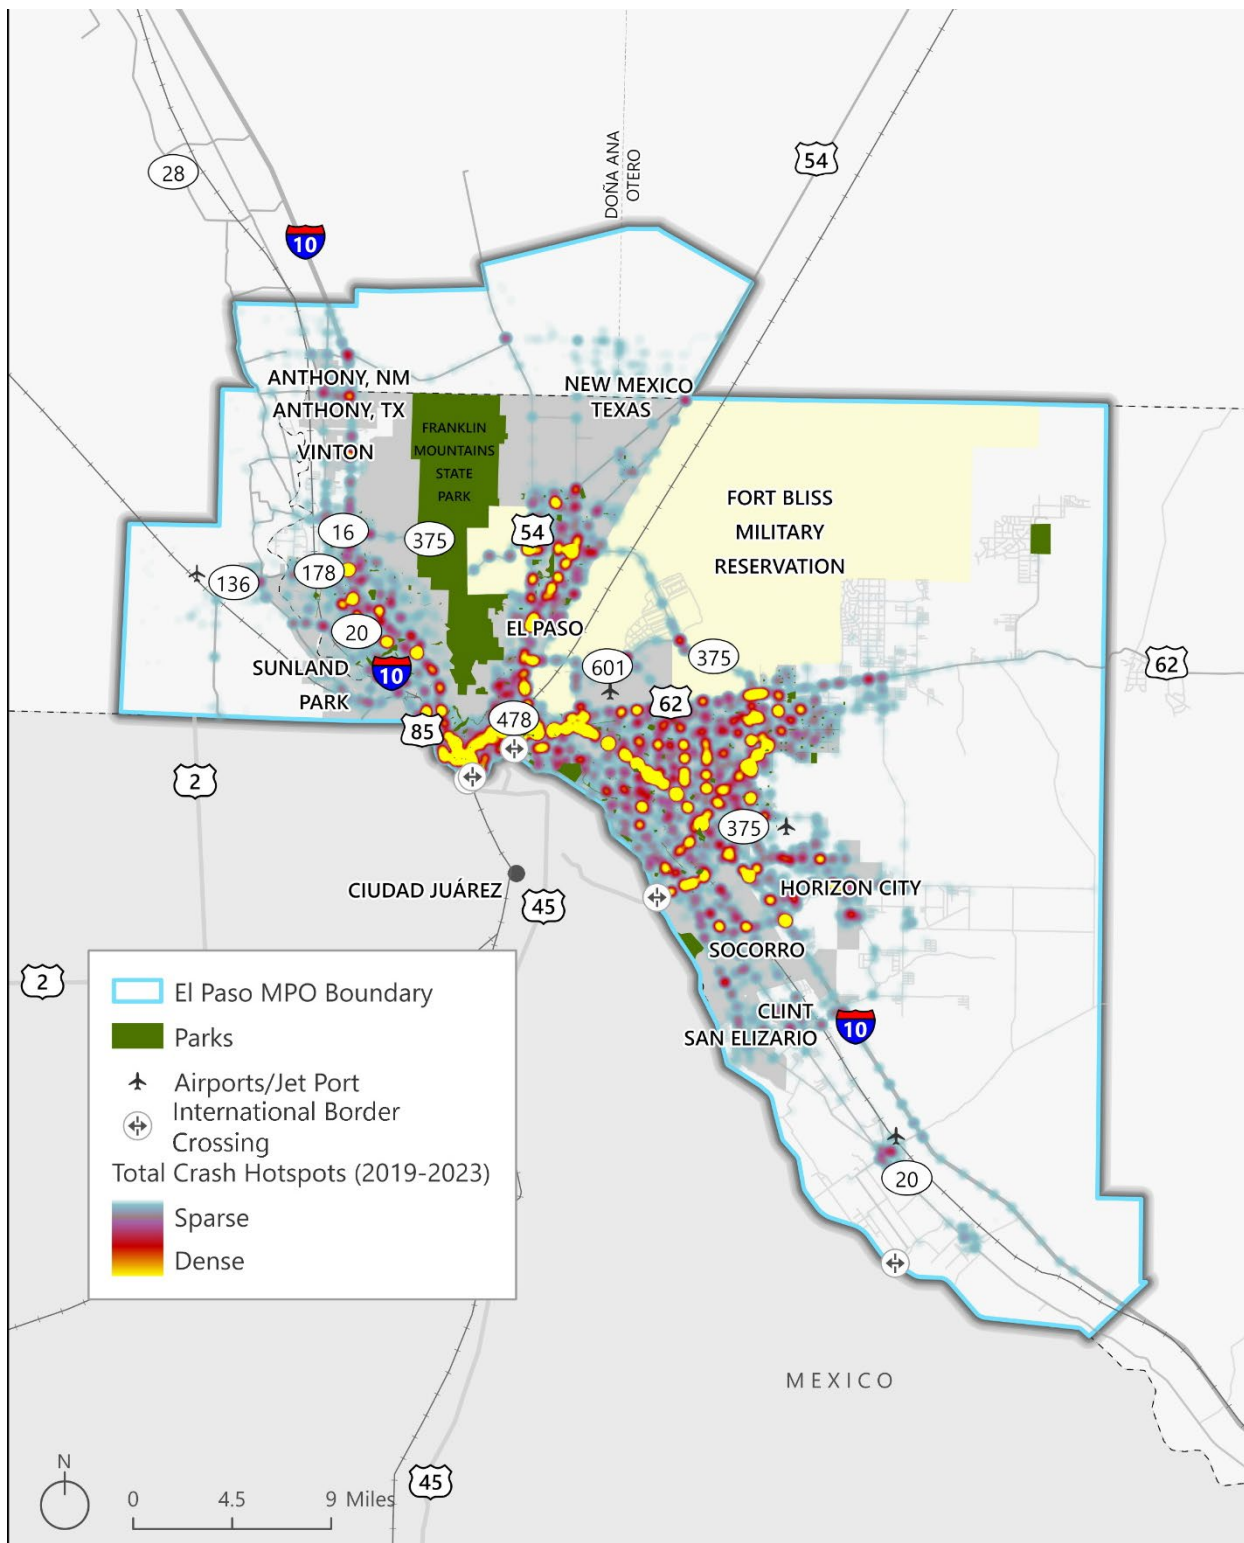 DOÑA ANA
OTERO
54
28
10
ANTHONY, NM
ANTHONY, TX
NEW MEXICO
TEXAS
FRANKLIN
MOUNTAINS
STATE
PARK
VINTON
FORT BLISS
MILITARY
RESERVATION
16
375
54
178
136
20
EL PASO
601
375
62
SUNLAND
PARK
10
62
85
478
2
375
CIUDAD JUÁREZ
45
HORIZON CITY
SOCORRO
2
CLINT
SAN ELIZARIO
10
20
El Paso MPO Boundary
Parks
Airports/Jet Port
International Border
Crossing
Total Crash Hotspots (2019-2023)
Sparse
Dense
MEXICO
45
N
0 4.5 9 Miles